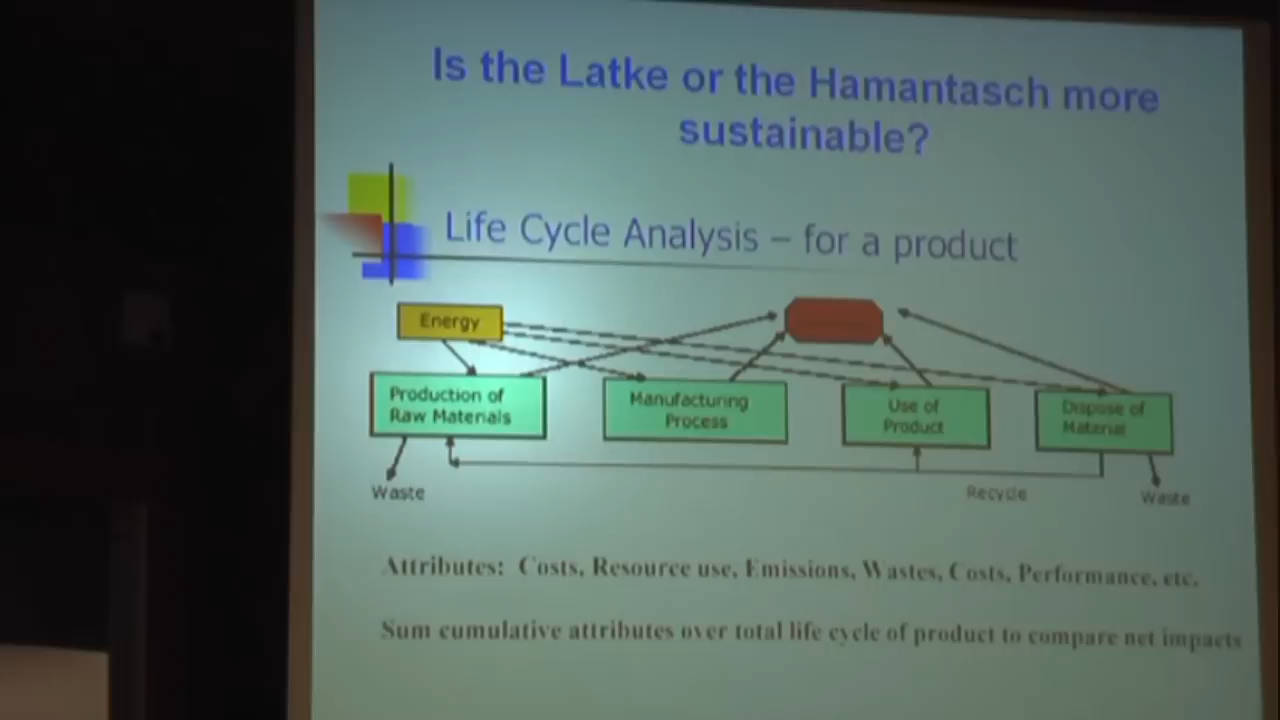 Is the Latke or the Hamantasch more
sustainable?
Life Cycle Analysis – for a product
Energy
Production of
Raw Materials
Manufacturing
Process
Use of
Product
Dispose of
Material
Waste
Recycle
Waste
Attributes: Costs, Resource use, Emissions, Wastes, Costs, Performance, etc.
Sum cumulative attributes over total life cycle of product to compare net impacts